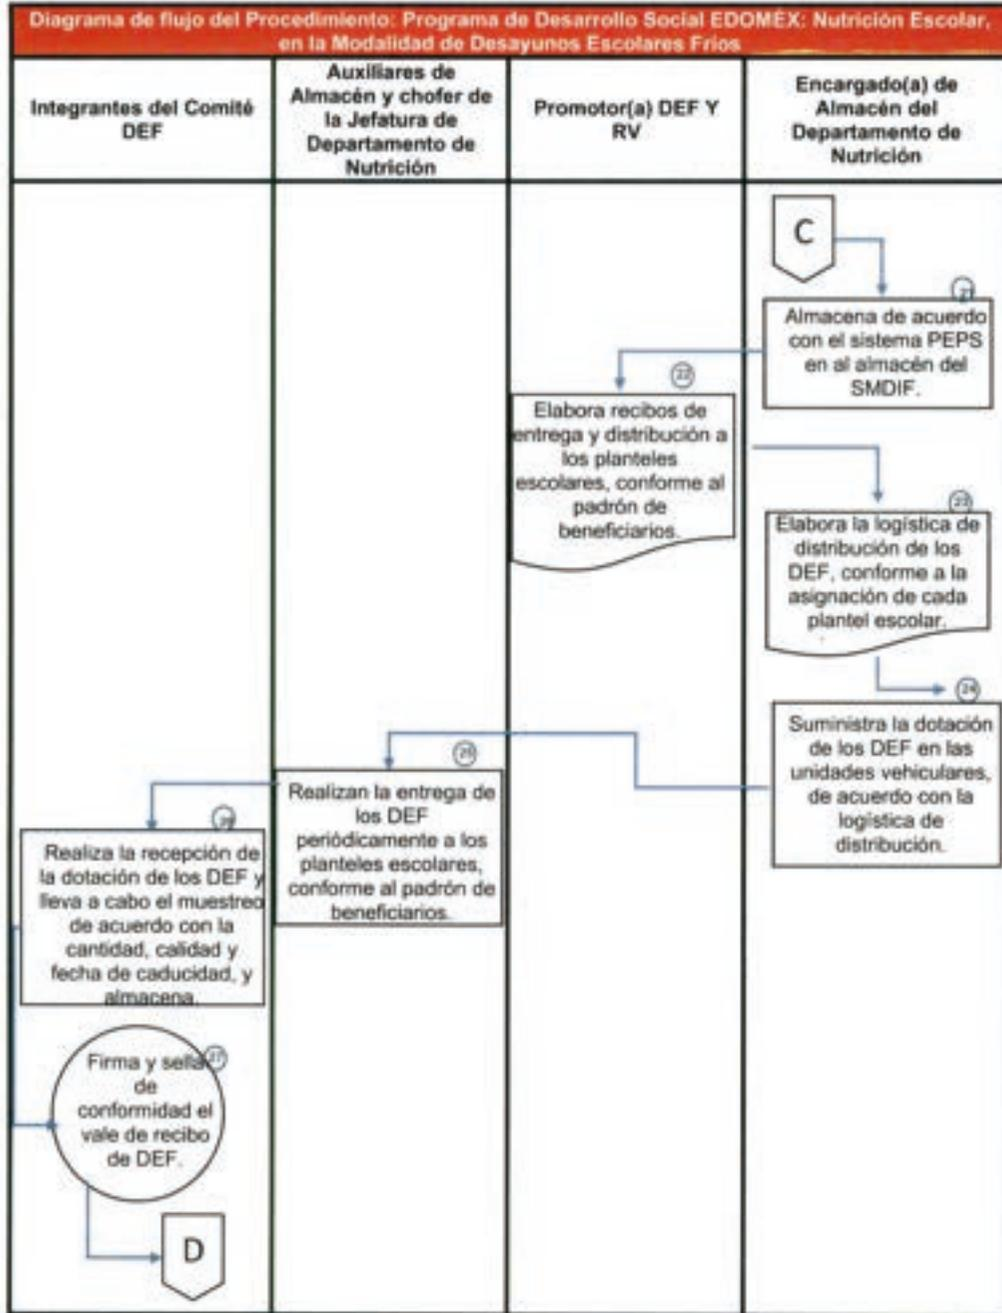 Diagrama de flujo del Procedimiento: Programa de Desarrollo Social EDOMÉX: Nutrición Escolar,
en la Modalidad de Desayunos Escolares Fríos
Integrantes del Comité
DEF
Auxiliares de
Almacén y chofer de
la Jefatura de
Departamento de
Nutrición
Promotor(a) DEF Y
RV
Encargado(a) de
Almacén del
Departamento de
Nutrición
C
21
Almacena de acuerdo
con el sistema PEPS
en al almacén del
SMDIF.
22
Elabora recibos de
entrega y distribución a
los planteles
escolares, conforme al
padrón de
beneficiarios.
23
Elabora la logística de
distribución de los
DEF, conforme a la
asignación de cada
plantel escolar.
24
Suministra la dotación
de los DEF en las
unidades vehiculares,
de acuerdo con la
logística de
distribución.
25
Realizan la entrega de
los DEF
periódicamente a los
planteles escolares,
conforme al padrón de
beneficiarios.
26
Realiza la recepción de
la dotación de los DEF y
lleva a cabo el muestreo
de acuerdo con la
cantidad, calidad y
fecha de caducidad, y
almacena.
27
Firma y sella
de
conformidad el
vale de recibo
de DEF.
D